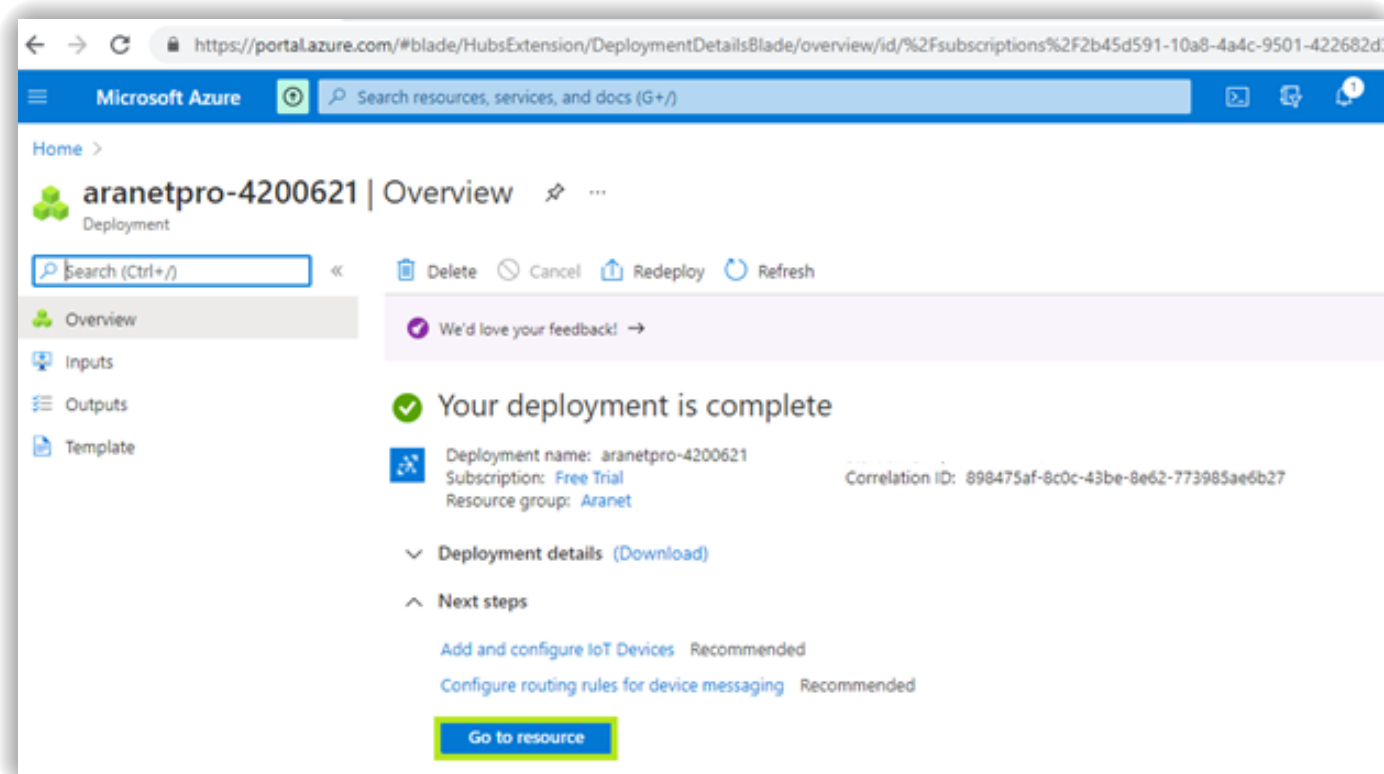 https://portal.azure.com/#blade/HubsExtension/DeploymentDetailsBlade/overview/id/%2Fsubscriptions%2F2b45d591-10a8-4a4c-9501-422682d
Microsoft Azure
Search resources, services, and docs (G+/)
1
Home >
aranetpro-4200621 | Overview ...
Deployment
Search (Ctrl+/)
«
Delete Cancel Redeploy Refresh
Overview
We'd love your feedback! →
Inputs
Outputs
Your deployment is complete
Template
Deployment name: aranetpro-4200621
Subscription: Free Trial
Correlation ID: 898475af-8c0c-43be-8e62-773985ae6b27
Resource group: Aranet
Deployment details (Download)
Next steps
Add and configure IoT Devices Recommended
Configure routing rules for device messaging Recommended
Go to resource